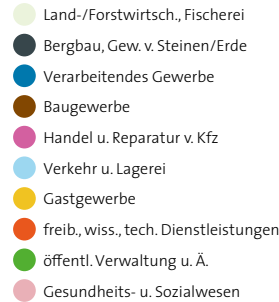 Land-/Forstwirtsch., Fischerei
Bergbau, Gew. v. Steinen/Erde
Verarbeitendes Gewerbe
Baugewerbe
Handel u. Reparatur v. Kfz
Verkehr u. Lagerei
Gastgewerbe
freib., wiss., tech. Dienstleistungen
öffentl. Verwaltung u. Ä.
Gesundheits- u. Sozialwesen